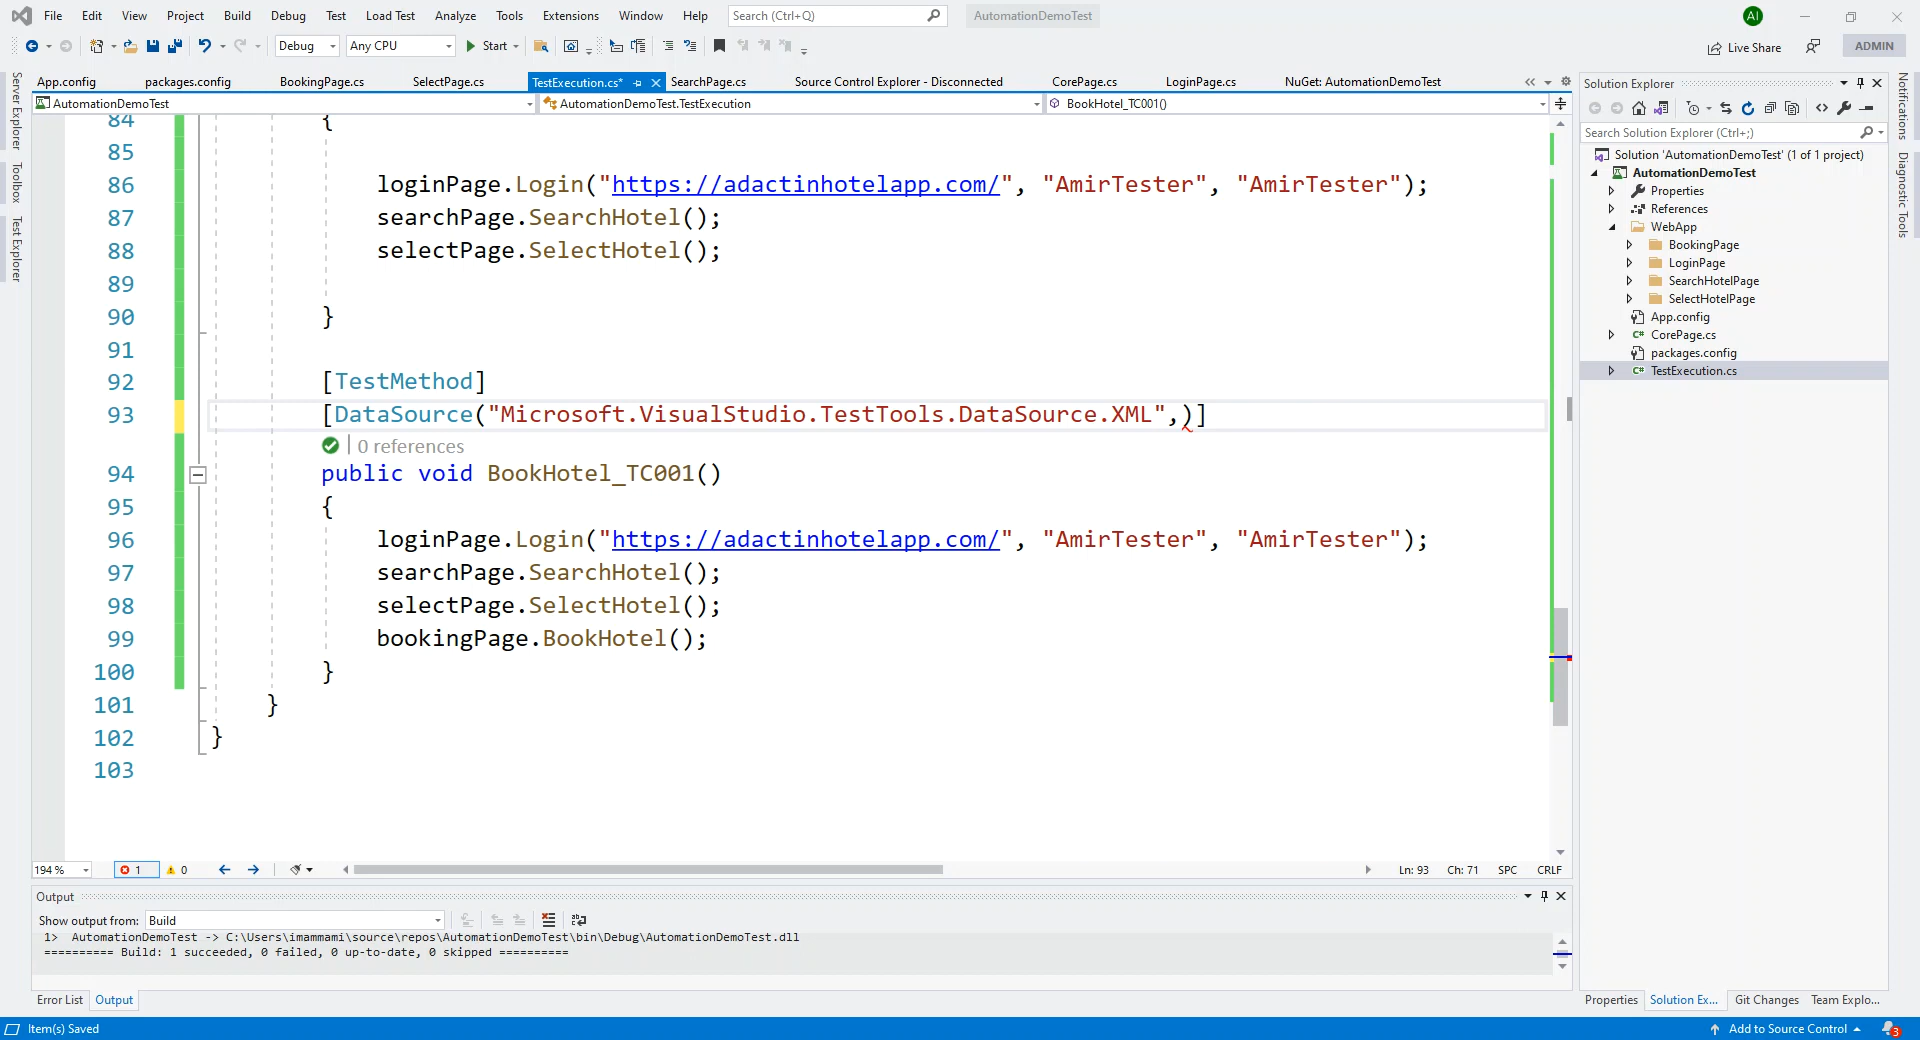 File Edit View Project Build Debug Test Load Test Analyze Tools Extensions Window Help Search (Ctrl+Q) AutomationDemoTest AI
Debug Any CPU Start Live Share ADMIN
App.config packages.config BookingPage.cs SelectPage.cs TestExecution.cs* SearchPage.cs Source Control Explorer - Disconnected CorePage.cs LoginPage.cs NuGet: AutomationDemoTest
AutomationDemoTest AutomationDemoTest.TestExecution BookHotel_TC001()
Server Explorer
Toolbox
Test Explorer
84 {
85
86 loginPage.Login("https://adactinhotelapp.com/", "AmirTester", "AmirTester");
87 searchPage.SearchHotel();
88 selectPage.SelectHotel();
89
90 }
91
92 [TestMethod]
93 [DataSource("Microsoft.VisualStudio.TestTools.DataSource.XML",)]
0 references
94 public void BookHotel_TC001()
95 {
96 loginPage.Login("https://adactinhotelapp.com/", "AmirTester", "AmirTester");
97 searchPage.SearchHotel();
98 selectPage.SelectHotel();
99 bookingPage.BookHotel();
100 }
101 }
102 }
103
194 % 1 0 Ln: 93 Ch: 71 SPC CRLF
Output
Show output from: Build
1> AutomationDemoTest -> C:\Users\imammami\source\repos\AutomationDemoTest\bin\Debug\AutomationDemoTest.dll
========== Build: 1 succeeded, 0 failed, 0 up-to-date, 0 skipped ==========
Error List Output
Solution Explorer
Search Solution Explorer (Ctrl+;)
Solution 'AutomationDemoTest' (1 of 1 project)
AutomationDemoTest
Properties
References
WebApp
BookingPage
LoginPage
SearchHotelPage
SelectHotelPage
App.config
C# CorePage.cs
packages.config
C# TestExecution.cs
Properties Solution Ex... Git Changes Team Explo...
Notifications
Diagnostic Tools
Item(s) Saved Add to Source Control 3